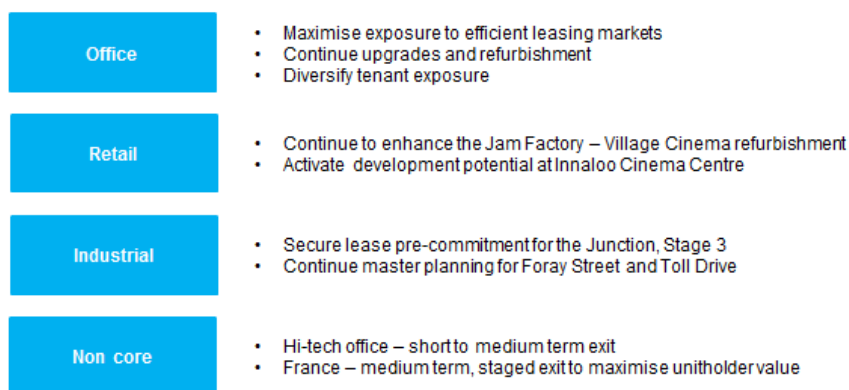 Office
• Maximise exposure to efficient leasing markets
• Continue upgrades and refurbishment
• Diversify tenant exposure
Retail
• Continue to enhance the Jam Factory – Village Cinema refurbishment
• Activate development potential at Innaloo Cinema Centre
Industrial
• Secure lease pre-commitment for the Junction, Stage 3
• Continue master planning for Foray Street and Toll Drive
Non core
• Hi-tech office – short to medium term exit
• France – medium term, staged exit to maximise unitholder value